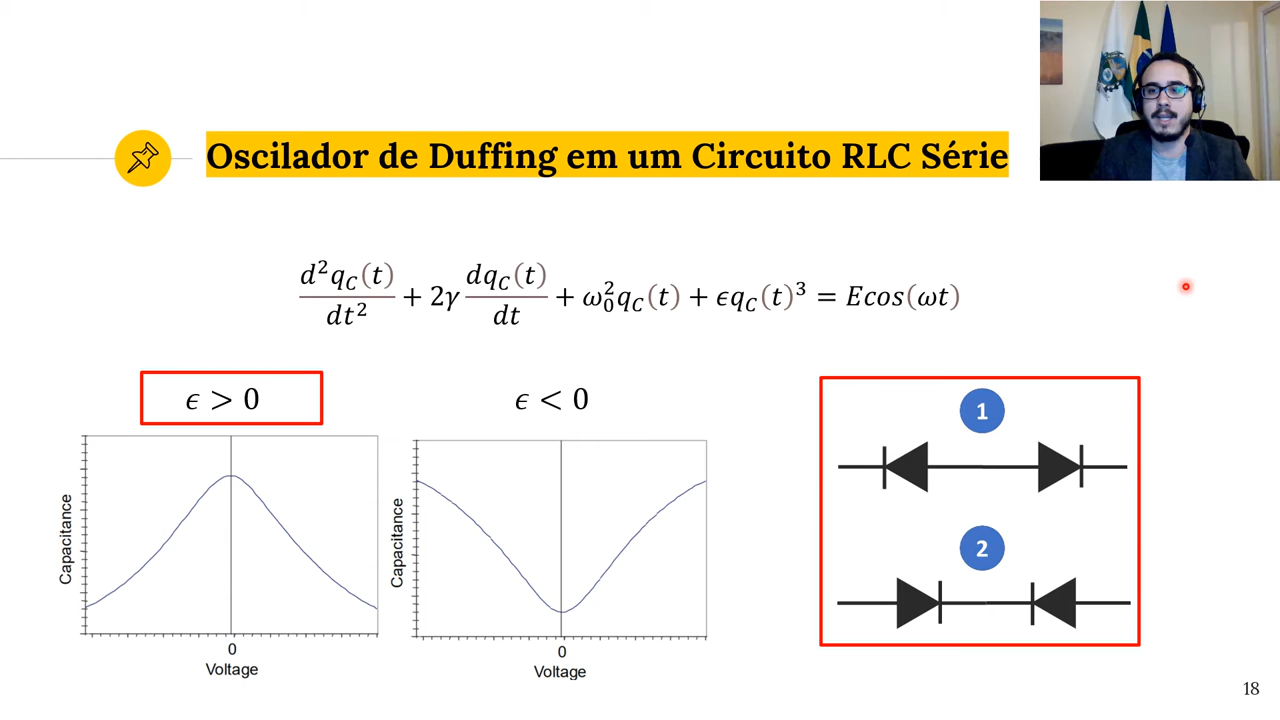 Oscilador de Duffing em um Circuito RLC Série
d²q_C(t)/dt² + 2γ dq_C(t)/dt + ω₀²q_C(t) + ϵq_C(t)³ = Ecos(ωt)
ϵ > 0
ϵ < 0
1
2
Capacitance
0
Voltage
Capacitance
0
Voltage
18